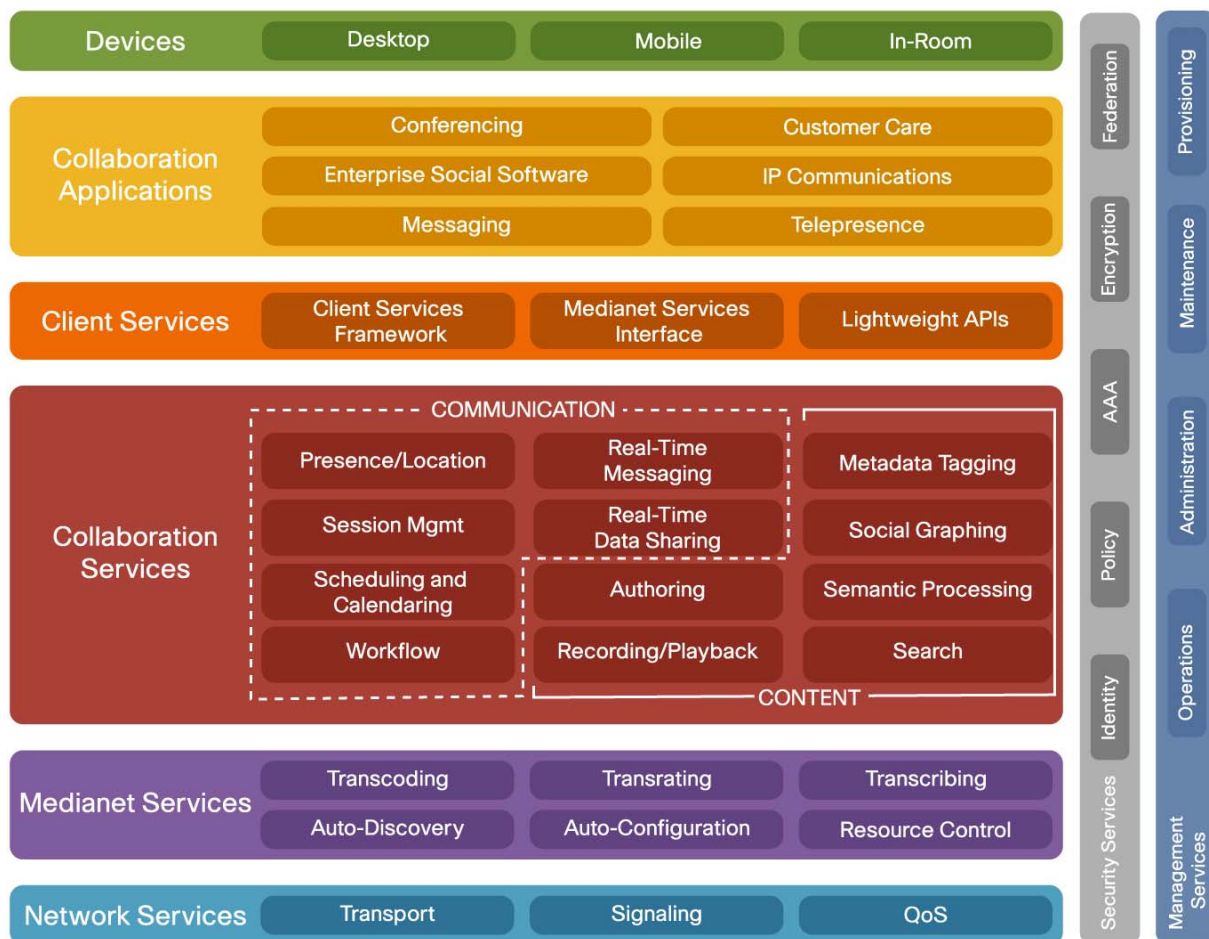 Devices
Desktop
Mobile
In-Room
Collaboration
Applications
Conferencing
Customer Care
Enterprise Social Software
IP Communications
Messaging
Telepresence
Client Services
Client Services
Framework
Medianet Services
Interface
Lightweight APIs
Collaboration
Services
COMMUNICATION
Presence/Location
Real-Time
Messaging
Metadata Tagging
Session Mgmt
Real-Time
Data Sharing
Social Graphing
Scheduling and
Calendaring
Authoring
Semantic Processing
Workflow
Recording/Playback
Search
CONTENT
Medianet Services
Transcoding
Transrating
Transcribing
Auto-Discovery
Auto-Configuration
Resource Control
Network Services
Transport
Signaling
QoS
Federation
Encryption
AAA
Policy
Identity
Security Services
Provisioning
Maintenance
Administration
Operations
Management
Services